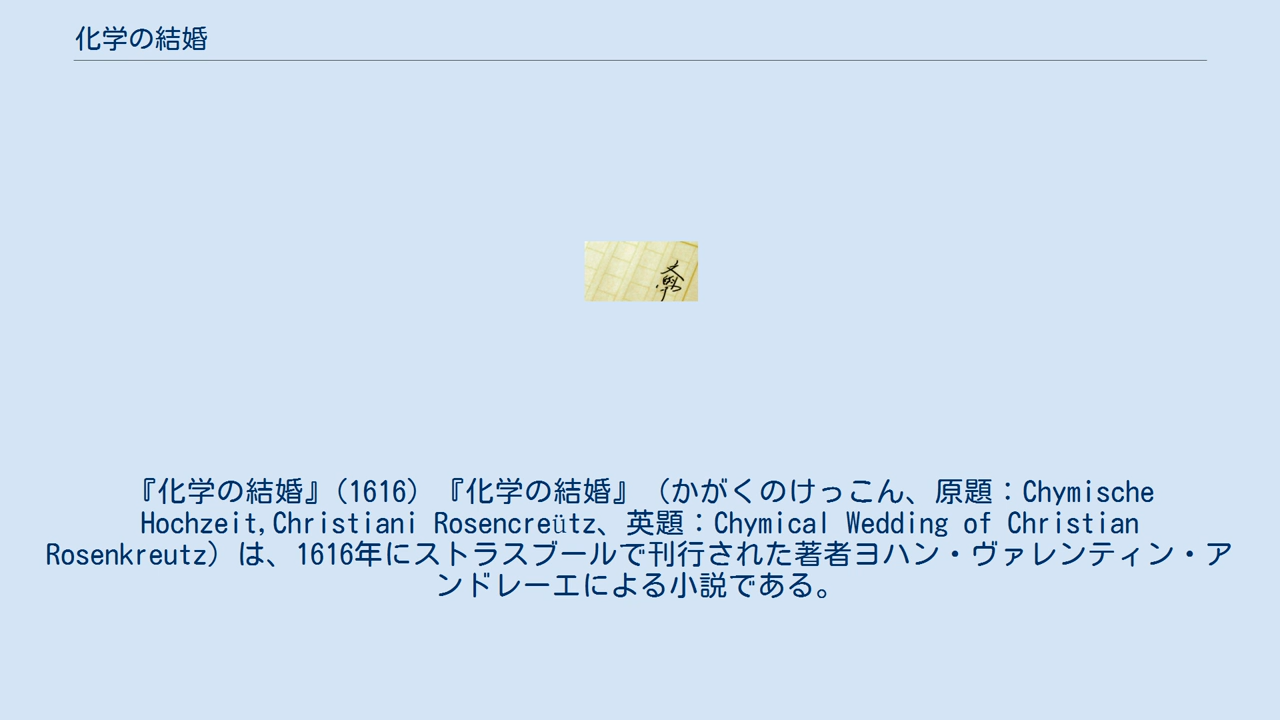 化学の結婚
『化学の結婚』(1616) 『化学の結婚』（かがくのけっこん、原題：Chymische
Hochzeit,Christiani Rosencreütz、英題：Chymical Wedding of Christian
Rosenkreutz）は、1616年にストラスブールで刊行された著者ヨハン・ヴァレンティン・ア
ンドレーエによる小説である。